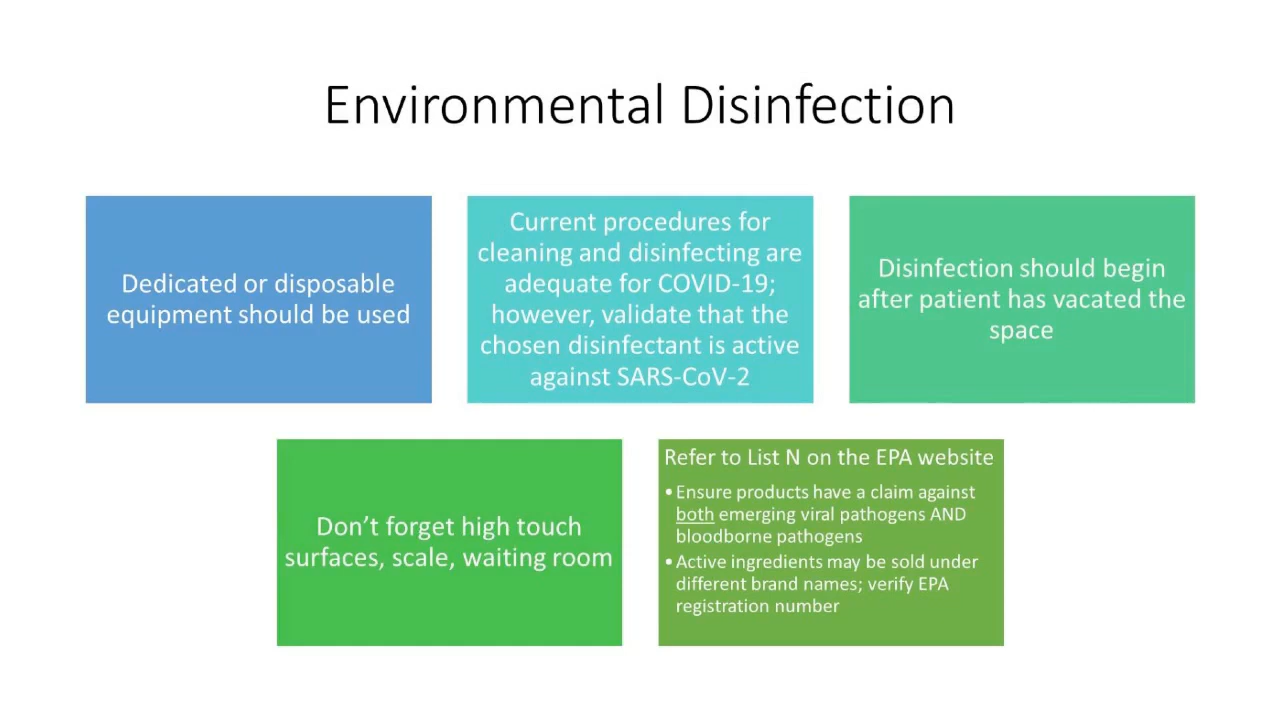 Environmental Disinfection
Dedicated or disposable
equipment should be used
Current procedures for
cleaning and disinfecting are
adequate for COVID-19;
however, validate that the
chosen disinfectant is active
against SARS-CoV-2
Disinfection should begin
after patient has vacated the
space
Don’t forget high touch
surfaces, scale, waiting room
Refer to List N on the EPA website
•Ensure products have a claim against
both emerging viral pathogens AND
bloodborne pathogens
•Active ingredients may be sold under
different brand names; verify EPA
registration number